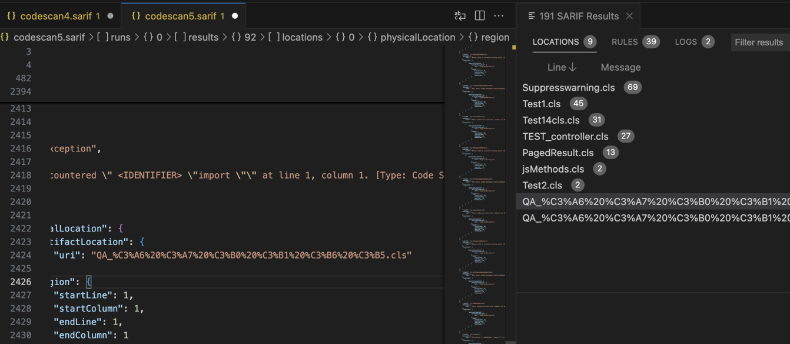 codescan4.sarif 1
codescan5.sarif 1
191 SARIF Results
codescan5.sarif > [ ] runs > { } 0 > [ ] results > { } 92 > [ ] locations > { } 0 > { } physicalLocation > { } region
LOCATIONS 9 RULES 39 LOGS 2 Filter results
Line ↓ Message
Suppresswarning.cls 69
Test1.cls 45
Test14cls.cls 31
TEST_controller.cls 27
PagedResult.cls 13
jsMethods.cls 2
Test2.cls 2
QA_%C3%A6%20%C3%A7%20%C3%B0%20%C3%B1%20
QA_%C3%A6%20%C3%A7%20%C3%B0%20%C3%B1%20
3
4
482
2394
2413
2414
2415
2416 xception",
2417
2418 countered \" <IDENTIFIER> \"import \"\" at line 1, column 1. [Type: Code S
2419
2420
2421
2422 alLocation": {
2423 cifactLocation": {
2424 "uri": "QA_%C3%A6%20%C3%A7%20%C3%B0%20%C3%B1%20%C3%B6%20%C3%B5.cls"
2425
2426 gion": {
2427 "startLine": 1,
2428 "startColumn": 1,
2429 "endLine": 1,
2430 "endColumn": 1